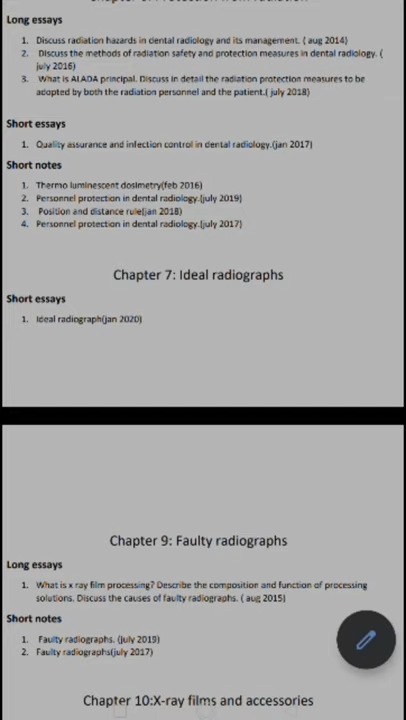 Long essays
1. Discuss radiation hazards in dental radiology and its management. ( aug 2014)
2. Discuss the methods of radiation safety and protection measures in dental radiology. (
july 2016)
3. What is ALADA principal. Discuss in detail the radiation protection measures to be
adopted by both the radiation personnel and the patient.( july 2018)
Short essays
1. Quality assurance and infection control in dental radiology.(jan 2017)
Short notes
1. Thermo luminescent dosimetry(feb 2016)
2. Personnel protection in dental radiology.(july 2019)
3. Position and distance rule(jan 2018)
4. Personnel protection in dental radiology.(july 2017)
Chapter 7: Ideal radiographs
Short essays
1. Ideal radiograph(jan 2020)
Chapter 9: Faulty radiographs
Long essays
1. What is x ray film processing? Describe the composition and function of processing
solutions. Discuss the causes of faulty radiographs. ( aug 2015)
Short notes
1. Faulty radiographs. (july 2019)
2. Faulty radiographs(july 2017)
Chapter 10:X-ray films and accessories